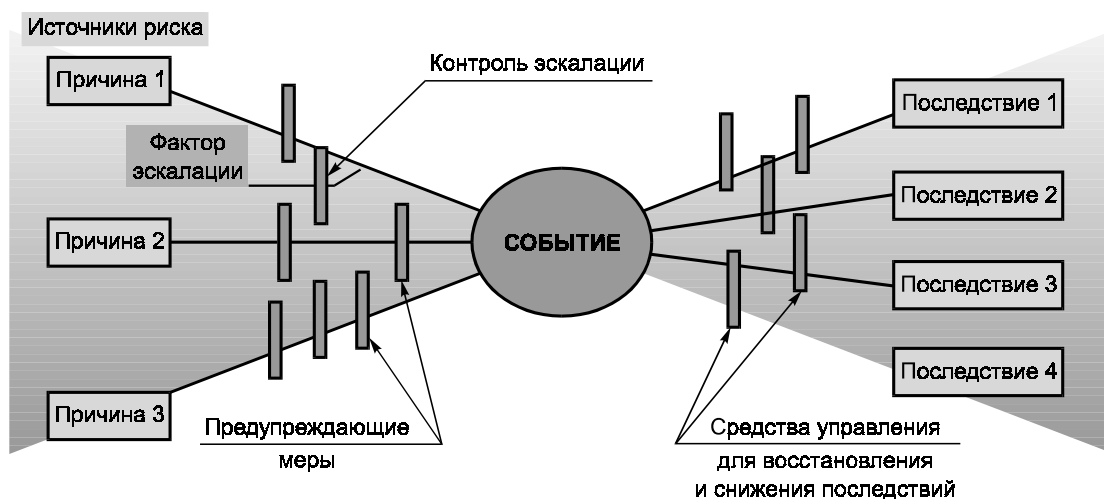 Источники риска
Причина 1
Контроль эскалации
Последствие 1
Фактор
эскалации
Последствие 2
Причина 2
СОБЫТИЕ
Последствие 3
Последствие 4
Причина 3
Предупреждающие
меры
Средства управления
для восстановления
и снижения последствий